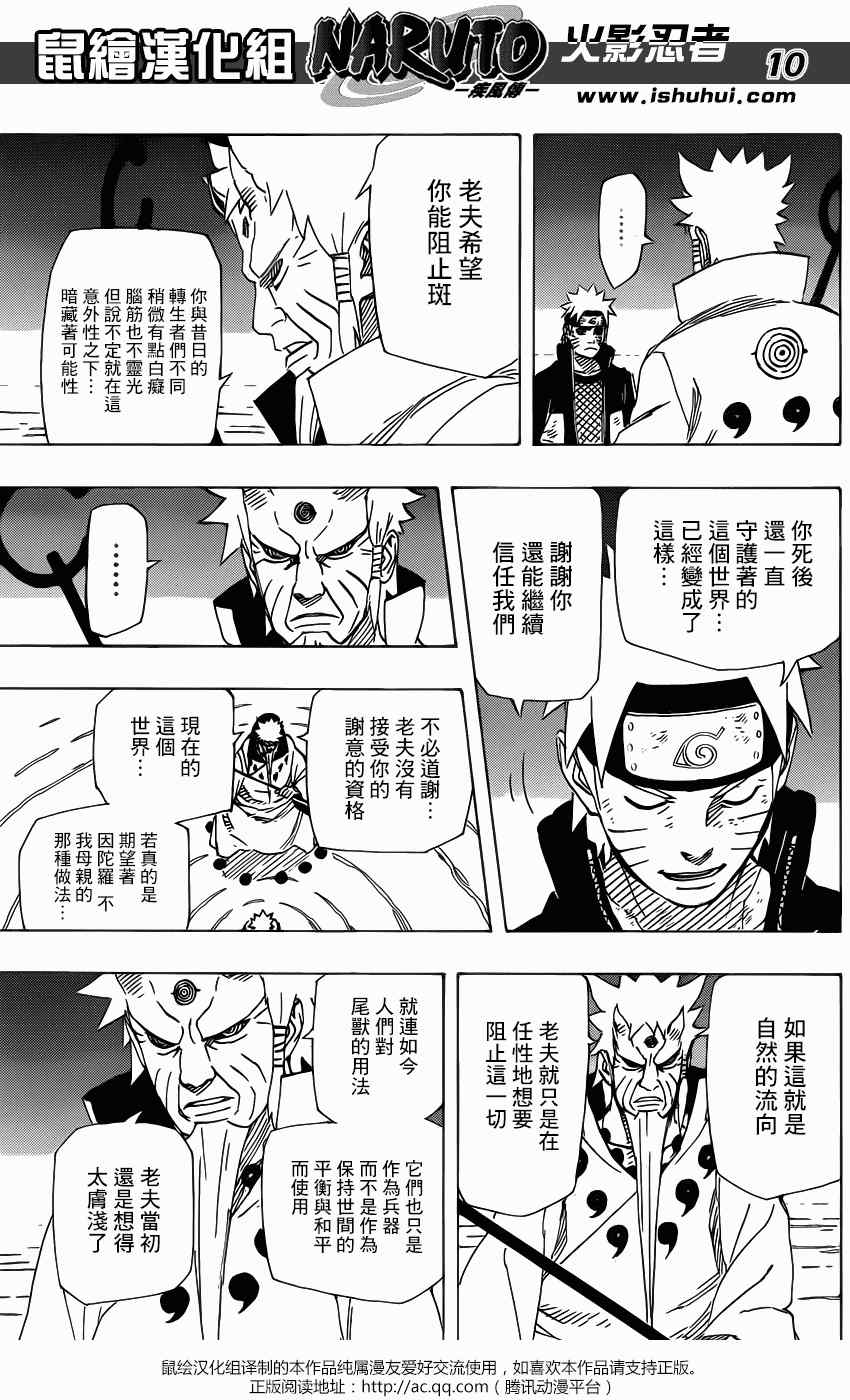 鼠繪漢化組
NARUTO
-疾風傳-
火影忍者
10
www.ishuhui.com
……
老夫希望
你能阻止斑
你與昔日的
轉生者們不同
稍微有點白癡
腦筋也不靈光
但說不定就在這
意外性之下…
暗藏著可能性
你死後
還一直
守護著的
這個世界…
已經變成了
這樣…
謝謝你
還能繼續
信任我們
……
不必道謝…
老夫沒有
接受你的
謝意的資格
現在的
這個
世界…
若真的是
期望著
因陀羅 不
我母親的
那種做法…
如果這就是
自然的流向
老夫就只是在
任性地想要
阻止這一切
就連如今
人們對
尾獸的用法
它們也只是
作為兵器
而不是作為
保持世間的
平衡與和平
而使用
老夫當初
還是想得
太膚淺了
鼠绘汉化组译制的本作品纯属漫友爱好交流使用，如喜欢本作品请支持正版。
正版阅读地址：http://ac.qq.com（腾讯动漫平台）